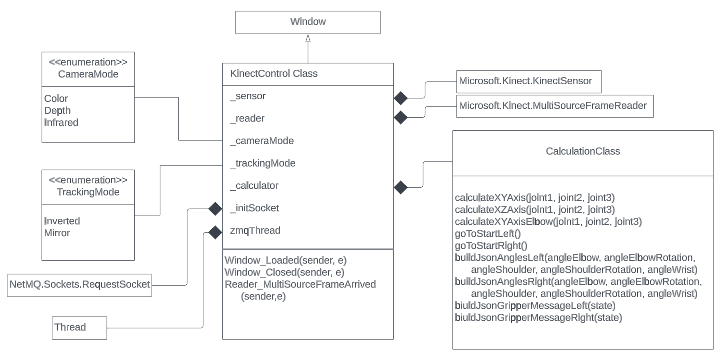 Window
<<enumeration>>
CameraMode
Color
Depth
Infrared
<<enumeration>>
TrackingMode
Inverted
Mirror
NetMQ.Sockets.RequestSocket
Thread
KinectControl Class
_sensor
_reader
_cameraMode
_trackingMode
_calculator
_initSocket
zmqThread
Window_Loaded(sender, e)
Window_Closed(sender, e)
Reader_MultiSourceFrameArrived
(sender,e)
Microsoft.Kinect.KinectSensor
Microsoft.Kinect.MultiSourceFrameReader
CalculationClass
calculateXYAxis(joint1, joint2, joint3)
calculateXZAxis(joint1, joint2, joint3)
calculateXYAxisElbow(joint1, joint2, joint3)
goToStartLeft()
goToStartRight()
buildJsonAnglesLeft(angleElbow, angleElbowRotation,
angleShoulder, angleShoulderRotation, angleWrist)
buildJsonAnglesRight(angleElbow, angleElbowRotation,
angleShoulder, angleShoulderRotation, angleWrist)
biuldJsonGripperMessageLeft(state)
biuldJsonGripperMessageRight(state)